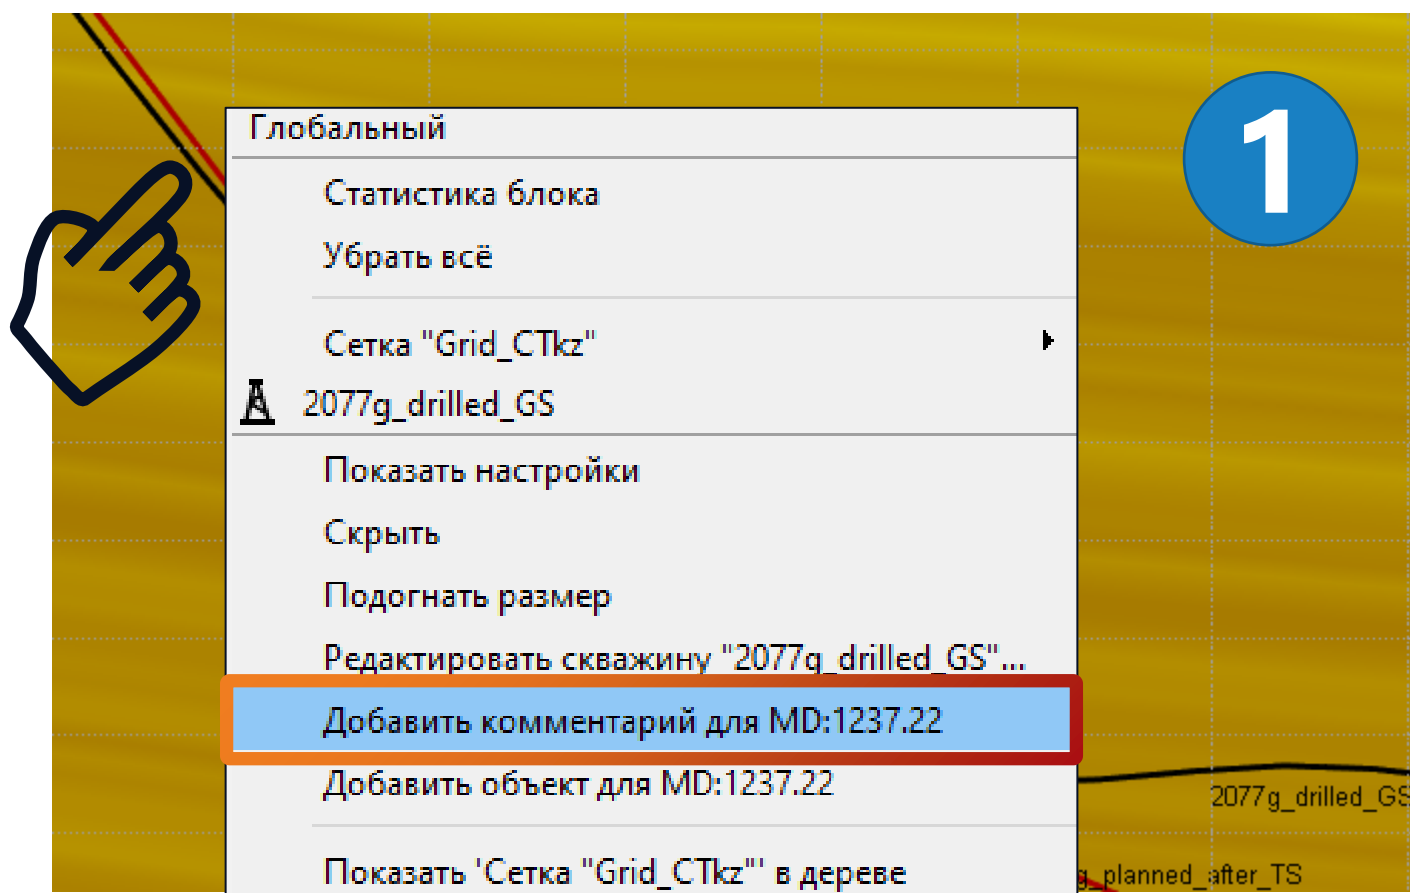 Глобальный
1
Статистика блока
Убрать всё
Сетка "Grid_CTkz"
2077g_drilled_GS
Показать настройки
Скрыть
Подогнать размер
Редактировать скважину "2077g_drilled_GS"...
Добавить комментарий для MD:1237.22
Добавить объект для MD:1237.22
2077g_drilled_GS
Показать 'Сетка "Grid_CTkz"' в дереве
g_planned_after_TS